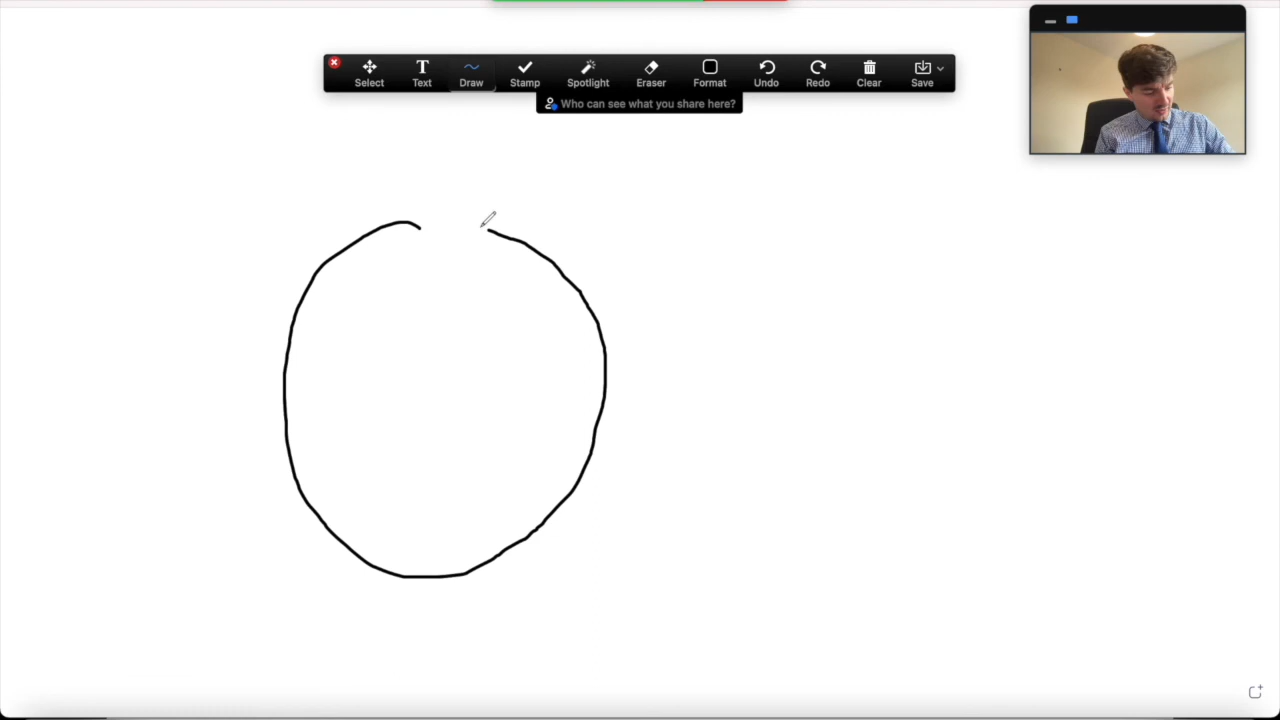 Select Text Draw Stamp Spotlight Eraser Format Undo Redo Clear Save
Who can see what you share here?